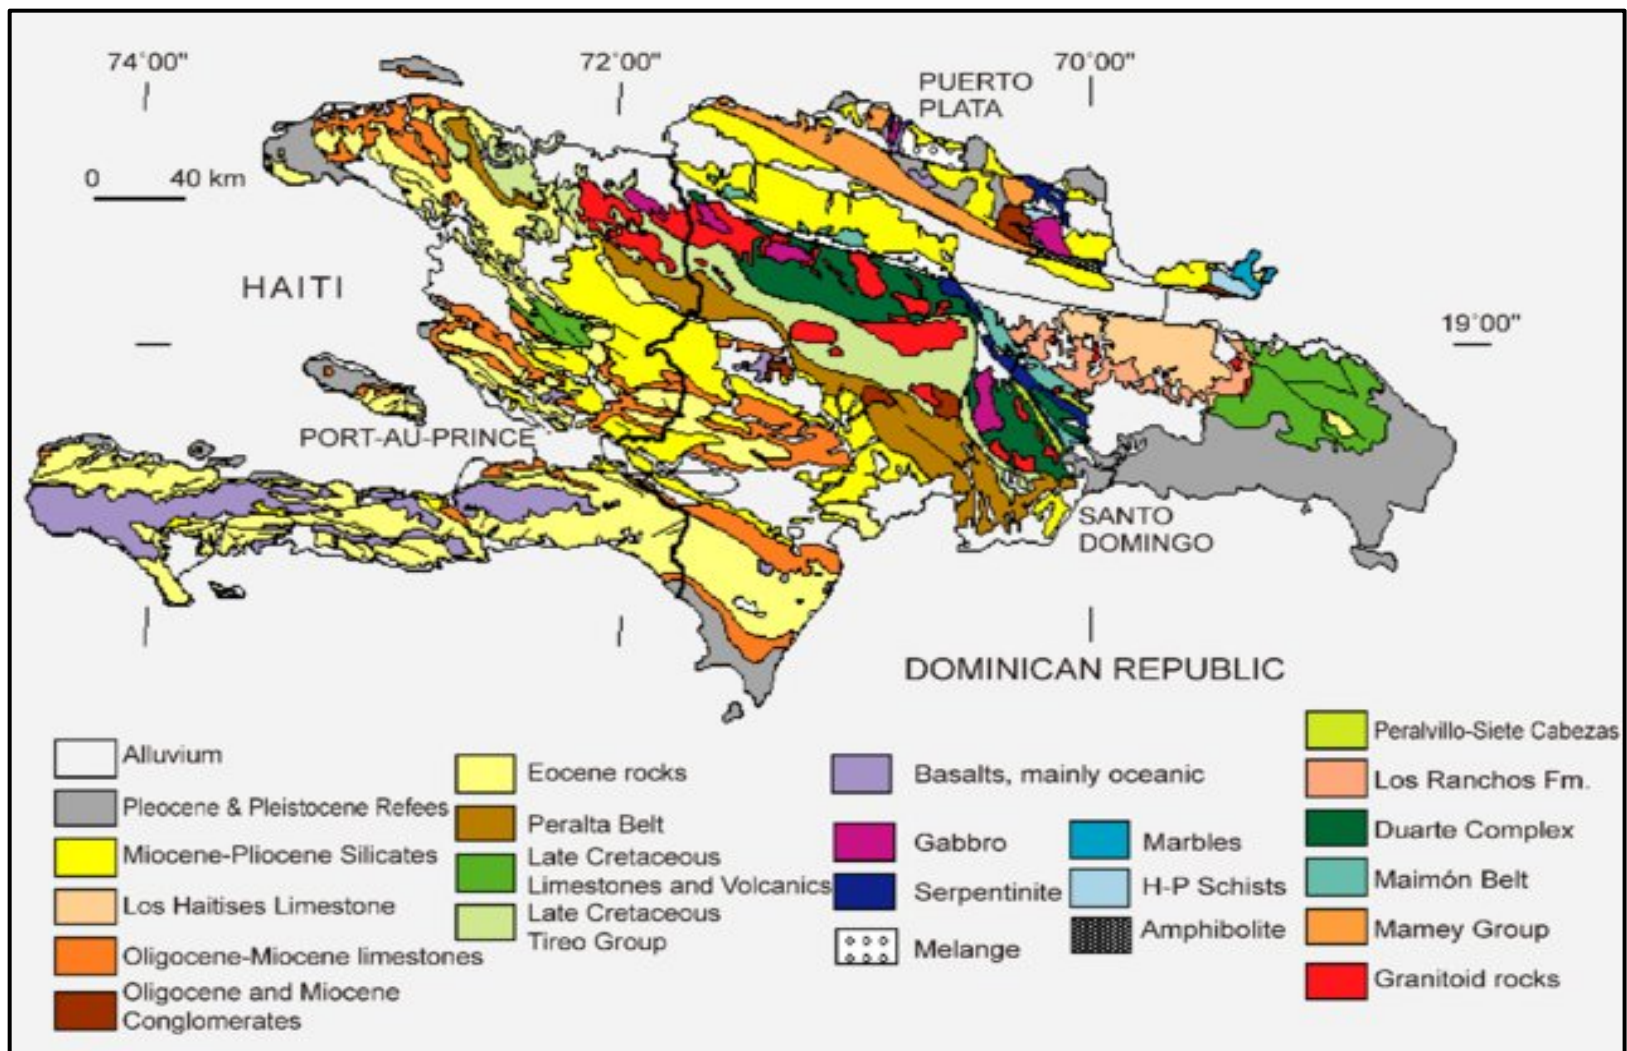 74°00"
72°00"
70°00"
PUERTO
PLATA
0 40 km
HAITI
19°00"
PORT-AU-PRINCE
SANTO
DOMINGO
DOMINICAN REPUBLIC
Alluvium
Pleocene & Pleistocene Refees
Miocene-Pliocene Silicates
Los Haitises Limestone
Oligocene-Miocene limestones
Oligocene and Miocene
Conglomerates
Eocene rocks
Peralta Belt
Late Cretaceous
Limestones and Volcanics
Late Cretaceous
Tireo Group
Basalts, mainly oceanic
Gabbro
Serpentinite
Melange
Marbles
H-P Schists
Amphibolite
Peralvillo-Siete Cabezas
Los Ranchos Fm.
Duarte Complex
Maimón Belt
Mamey Group
Granitoid rocks